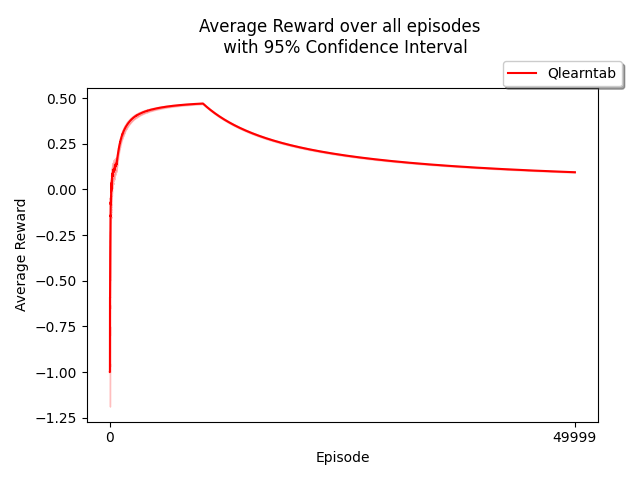 Average Reward over all episodes
with 95% Confidence Interval
Qlearntab
0.50
0.25
0.00
−0.25
−0.50
−0.75
−1.00
−1.25
Average Reward
0
49999
Episode